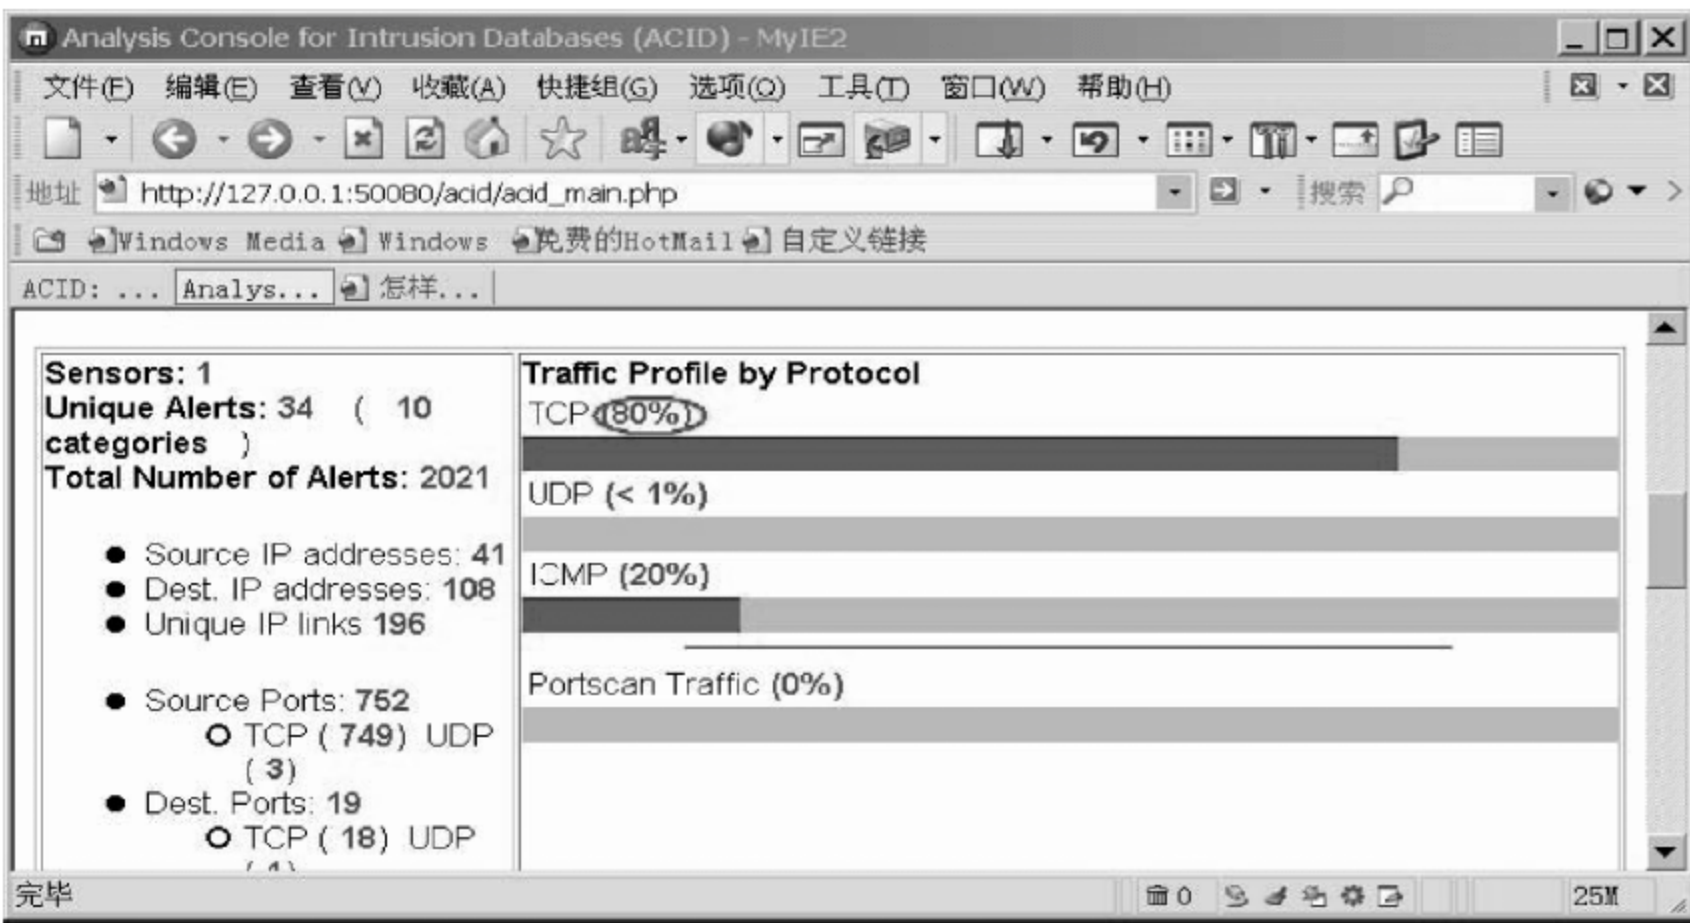 Analysis Console for Intrusion Databases (ACID) - MyIE2
文件(F) 编辑(E) 查看(V) 收藏(A) 快捷组(G) 选项(O) 工具(T) 窗口(W) 帮助(H)
地址 http://127.0.0.1:50080/acid/acid_main.php 搜索
Windows Media Windows 免费的HotMail 自定义链接
ACID: ... Analys... 怎样...
Sensors: 1
Unique Alerts: 34 ( 10
categories )
Total Number of Alerts: 2021
Source IP addresses: 41
Dest. IP addresses: 108
Unique IP links 196
Source Ports: 752
TCP ( 749) UDP
( 3)
Dest. Ports: 19
TCP ( 18) UDP
Traffic Profile by Protocol
TCP (80%)
UDP (< 1%)
ICMP (20%)
Portscan Traffic (0%)
完毕 0 25M